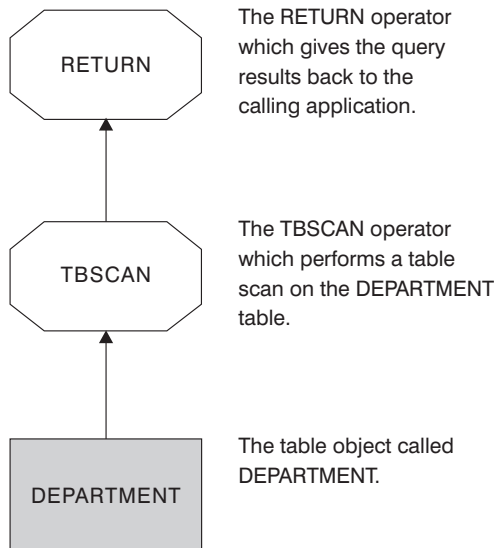 RETURN
The RETURN operator
which gives the query
results back to the
calling application.
TBSCAN
The TBSCAN operator
which performs a table
scan on the DEPARTMENT
table.
DEPARTMENT
The table object called
DEPARTMENT.